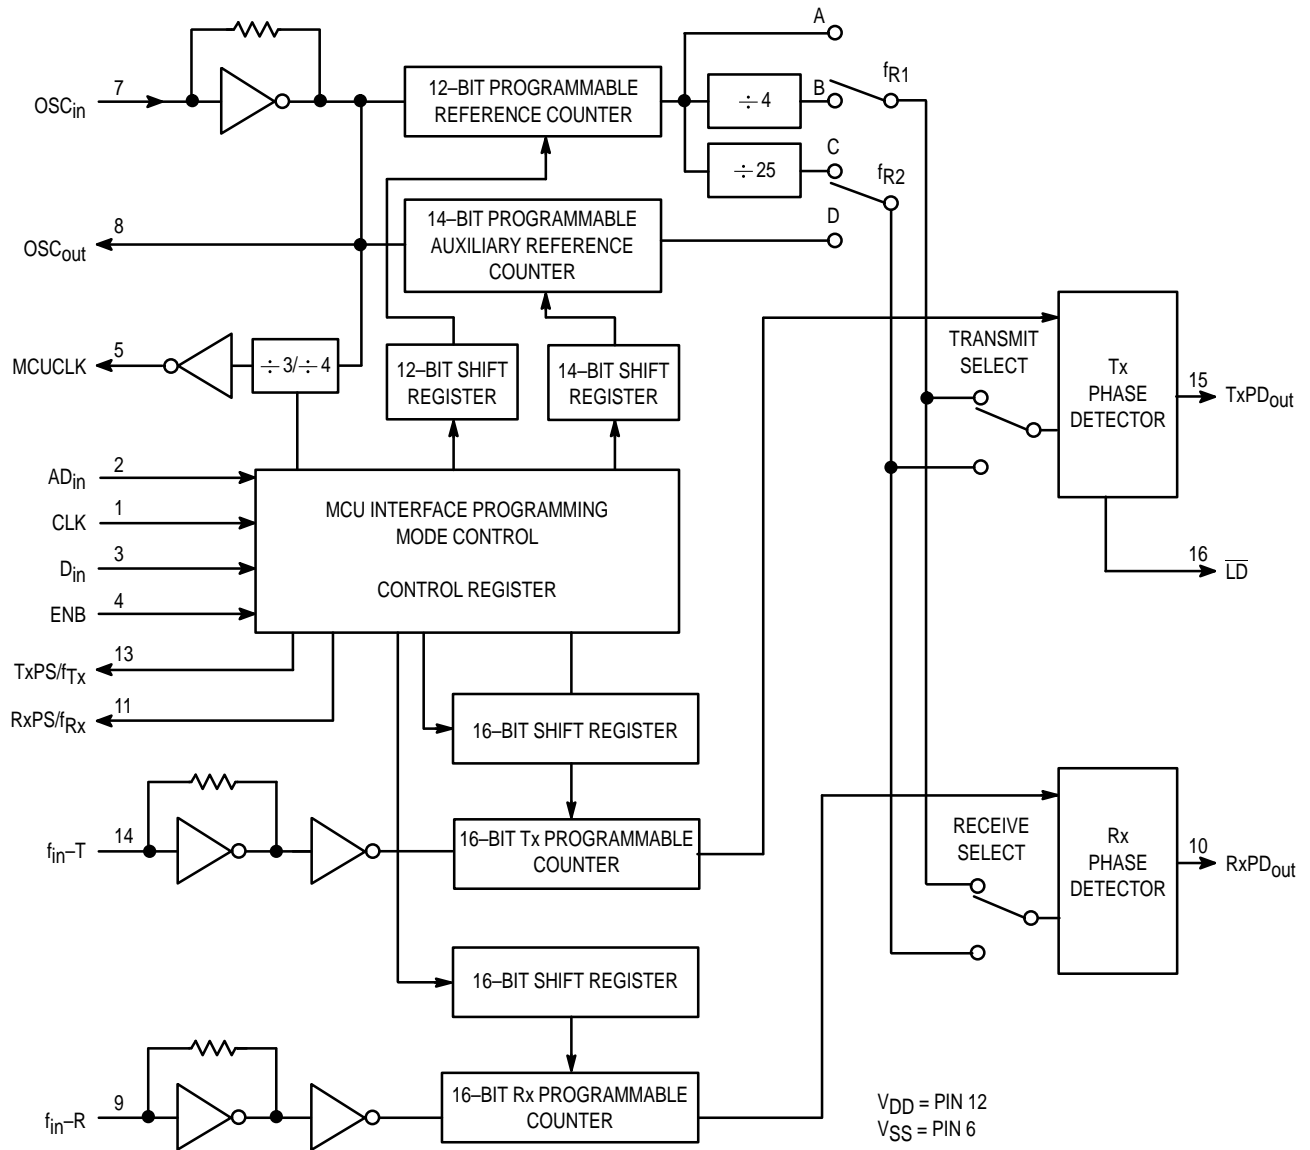 A
7
OSCin
12–BIT PROGRAMMABLE
REFERENCE COUNTER
÷ 4
B
fR1
÷ 25
C
fR2
8
OSCout
14–BIT PROGRAMMABLE
AUXILIARY REFERENCE
COUNTER
D
5
MCUCLK
÷ 3/÷ 4
12–BIT SHIFT
REGISTER
14–BIT SHIFT
REGISTER
TRANSMIT
SELECT
Tx
PHASE
DETECTOR
15
TxPDout
16
LD
2
ADin
1
CLK
3
Din
4
ENB
MCU INTERFACE PROGRAMMING
MODE CONTROL
CONTROL REGISTER
13
TxPS/fTx
11
RxPS/fRx
16–BIT SHIFT REGISTER
14
fin–T
16–BIT Tx PROGRAMMABLE
COUNTER
RECEIVE
SELECT
Rx
PHASE
DETECTOR
10
RxPDout
16–BIT SHIFT REGISTER
9
fin–R
16–BIT Rx PROGRAMMABLE
COUNTER
VDD = PIN 12
VSS = PIN 6